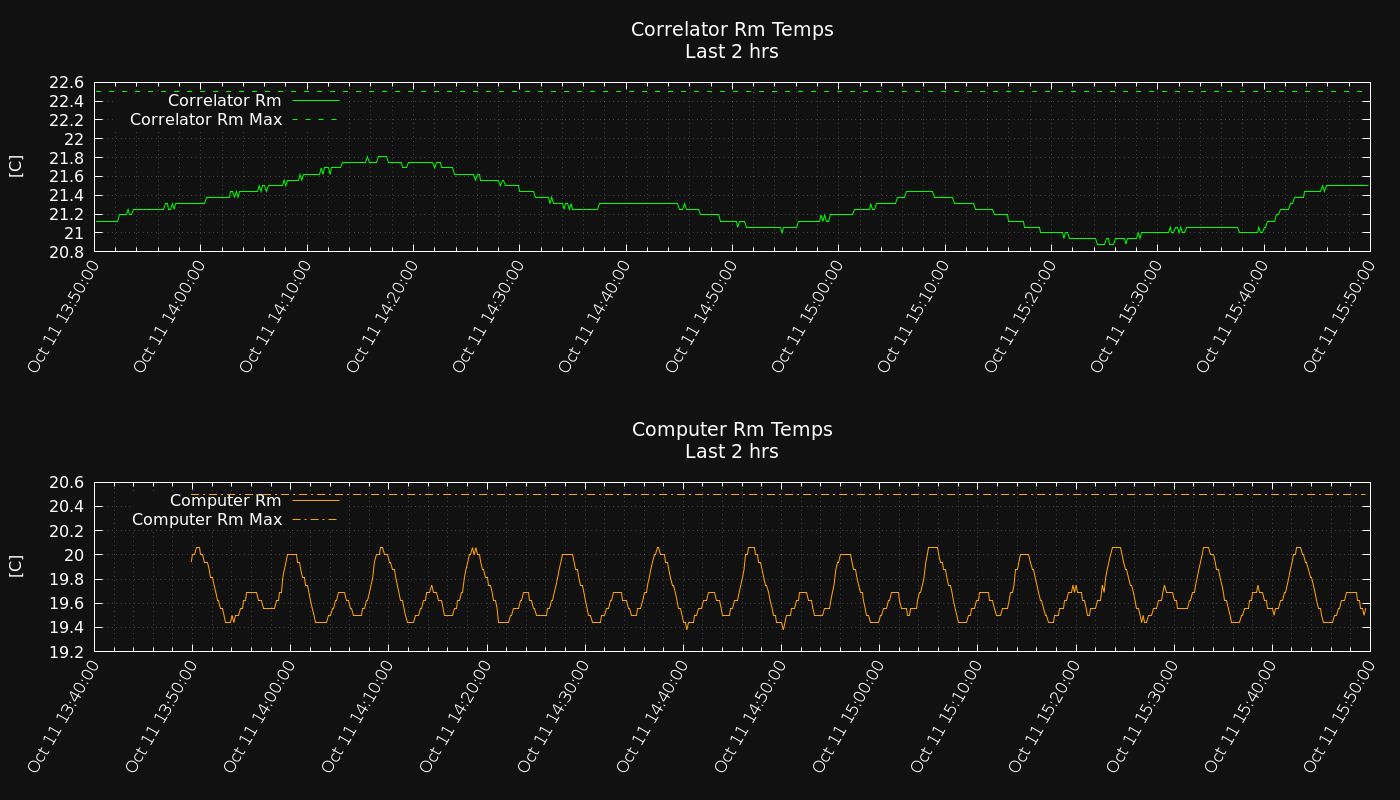 Correlator Rm Temps
Last 2 hrs
22.6
22.4
22.2
22
21.8
21.6
21.4
21.2
21
20.8
[C]
Correlator Rm
Correlator Rm Max
Oct 11 13:50:00
Oct 11 14:00:00
Oct 11 14:10:00
Oct 11 14:20:00
Oct 11 14:30:00
Oct 11 14:40:00
Oct 11 14:50:00
Oct 11 15:00:00
Oct 11 15:10:00
Oct 11 15:20:00
Oct 11 15:30:00
Oct 11 15:40:00
Oct 11 15:50:00
Computer Rm Temps
Last 2 hrs
20.6
20.4
20.2
20
19.8
19.6
19.4
19.2
[C]
Computer Rm
Computer Rm Max
Oct 11 13:40:00
Oct 11 13:50:00
Oct 11 14:00:00
Oct 11 14:10:00
Oct 11 14:20:00
Oct 11 14:30:00
Oct 11 14:40:00
Oct 11 14:50:00
Oct 11 15:00:00
Oct 11 15:10:00
Oct 11 15:20:00
Oct 11 15:30:00
Oct 11 15:40:00
Oct 11 15:50:00